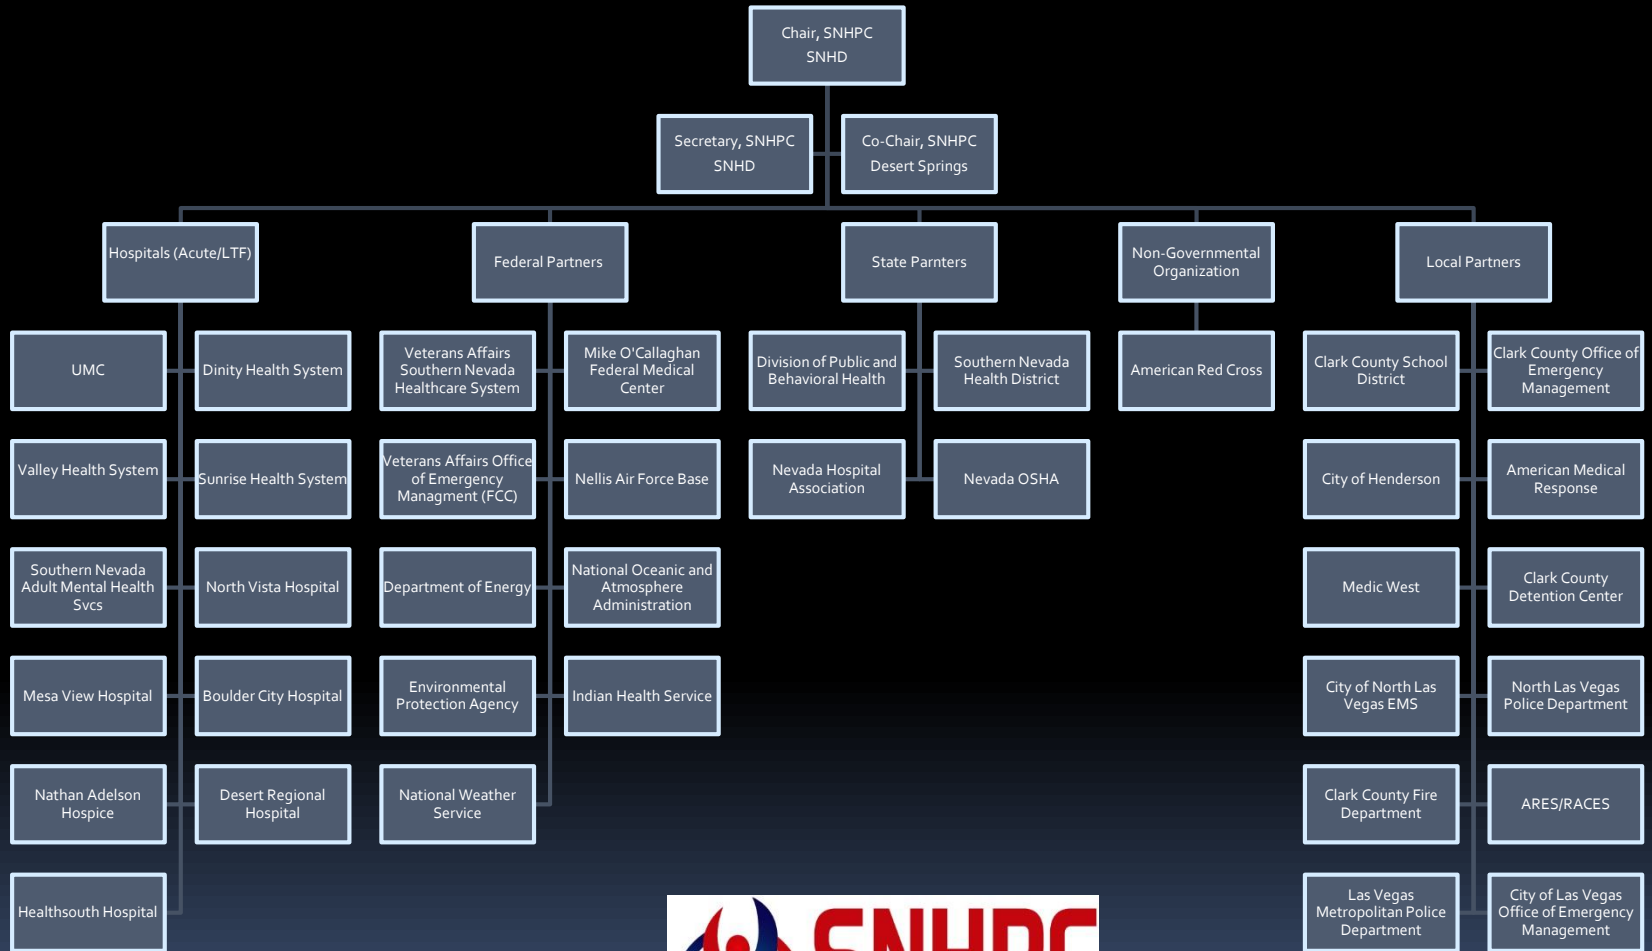 Chair, SNHPC
SNHD
Secretary, SNHPC
SNHD
Co-Chair, SNHPC
Desert Springs
Hospitals (Acute/LTF)
Federal Partners
State Parnters
Non-Governmental
Organization
Local Partners
UMC
Dinity Health System
Valley Health System
Sunrise Health System
Southern Nevada
Adult Mental Health
Svcs
North Vista Hospital
Mesa View Hospital
Boulder City Hospital
Nathan Adelson
Hospice
Desert Regional
Hospital
Healthsouth Hospital
Veterans Affairs
Southern Nevada
Healthcare System
Mike O'Callaghan
Federal Medical
Center
Veterans Affairs Office
of Emergency
Managment (FCC)
Nellis Air Force Base
Department of Energy
National Oceanic and
Atmosphere
Administration
Environmental
Protection Agency
Indian Health Service
National Weather
Service
Division of Public and
Behavioral Health
Southern Nevada
Health District
Nevada Hospital
Association
Nevada OSHA
American Red Cross
Clark County School
District
Clark County Office of
Emergency
Management
City of Henderson
American Medical
Response
Medic West
Clark County
Detention Center
City of North Las
Vegas EMS
North Las Vegas
Police Department
Clark County Fire
Department
ARES/RACES
Las Vegas
Metropolitan Police
Department
City of Las Vegas
Office of Emergency
Management
SNHPC